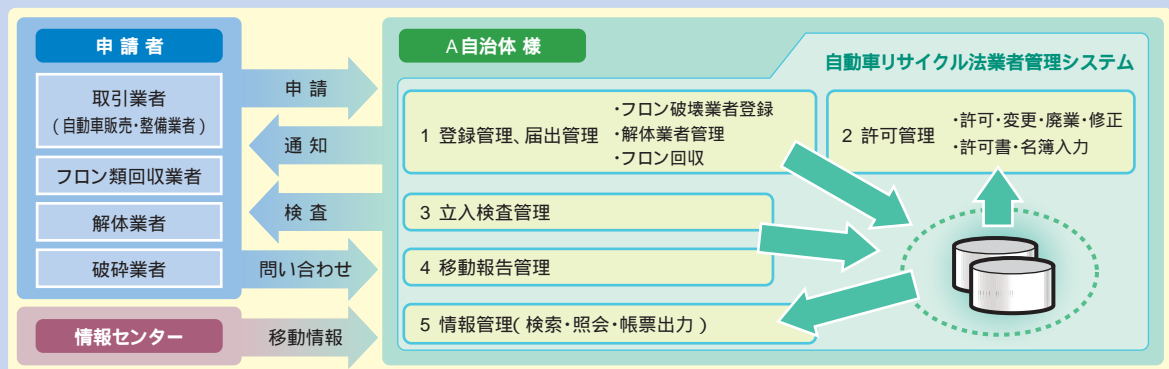 申請者
取引業者
(自動車販売・整備業者)
フロン類回収業者
解体業者
破砕業者
情報センター
申請
通知
検査
問い合わせ
移動情報
A自治体 様
自動車リサイクル法業者管理システム
1 登録管理、届出管理
・フロン破壊業者登録
・解体業者管理
・フロン回収
2 許可管理
・許可・変更・廃業・修正
・許可書・名簿入力
3 立入検査管理
4 移動報告管理
5 情報管理(検索・照会・帳票出力)